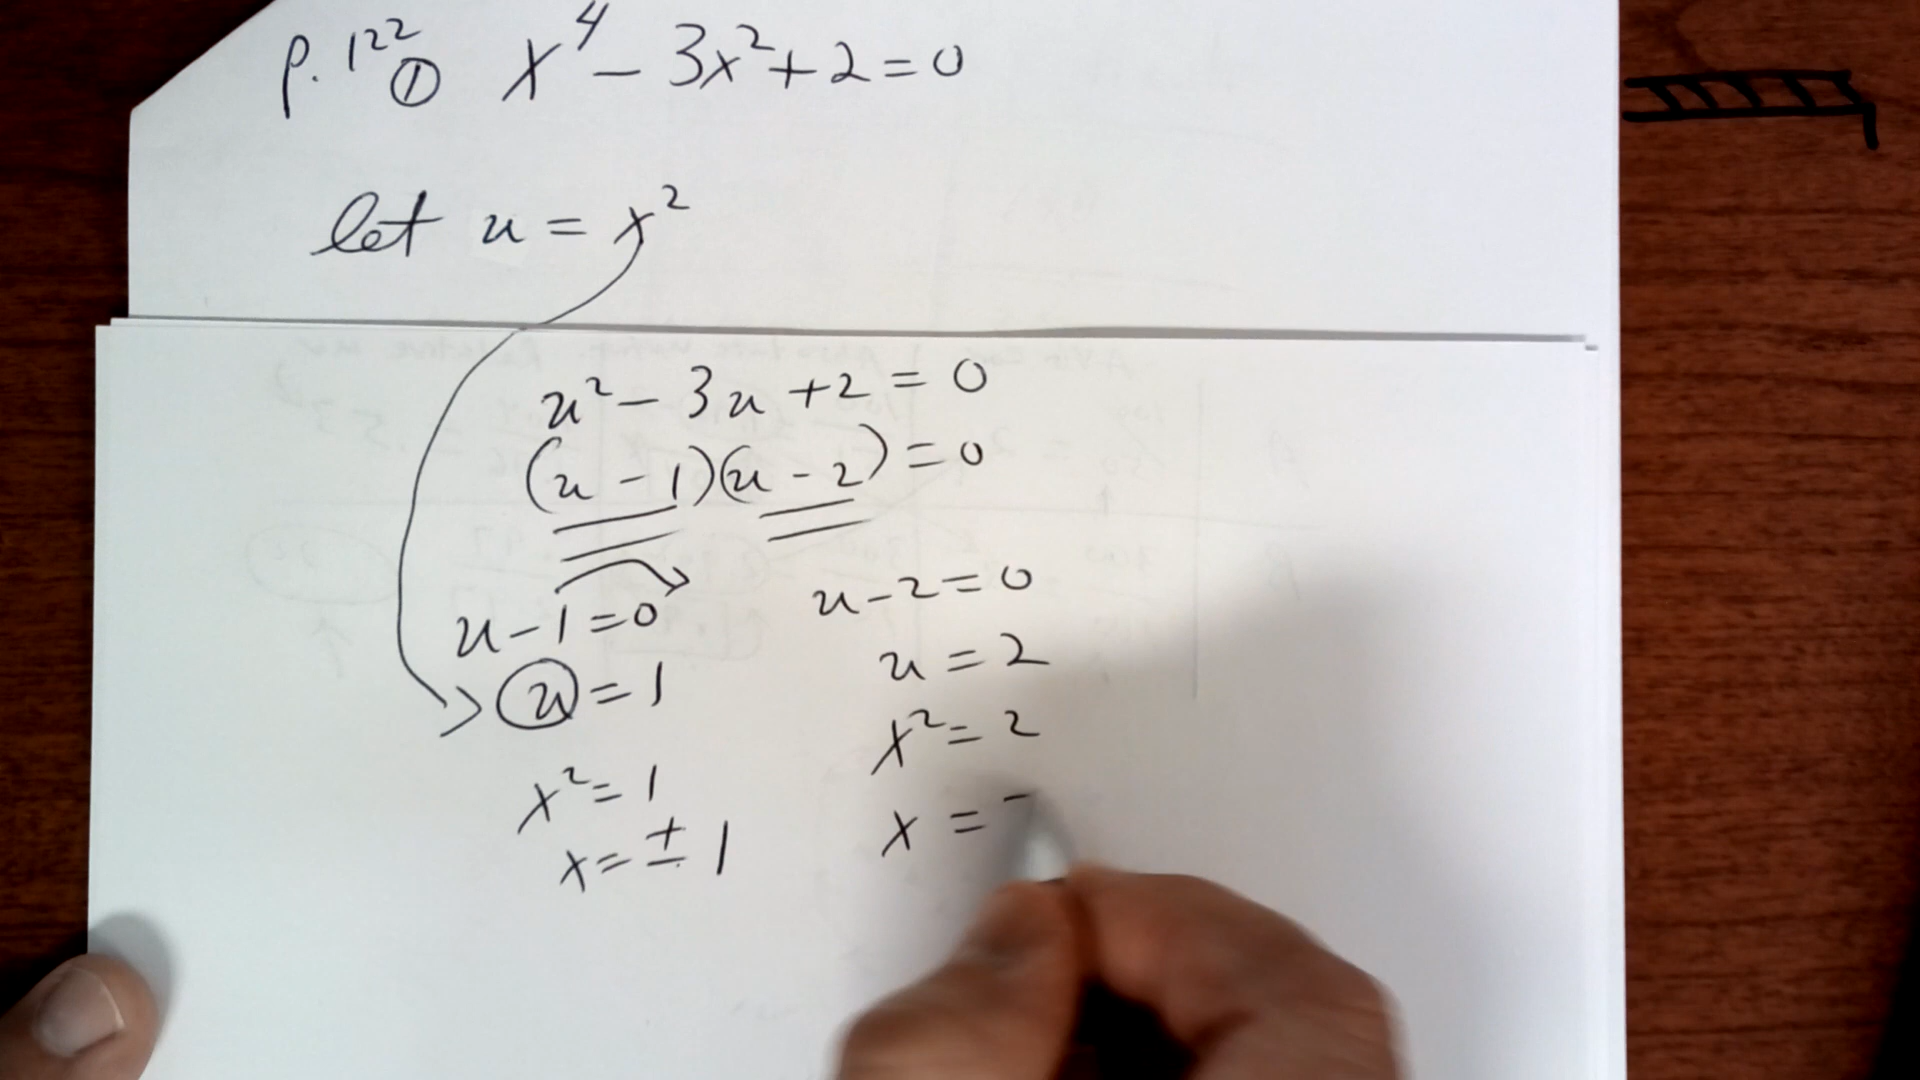 p. 122 ① x⁴ - 3x² + 2 = 0
let u = x²
u² - 3u + 2 = 0
(u - 1)(u - 2) = 0
u - 1 = 0
u = 1
x² = 1
x = ± 1
u - 2 = 0
u = 2
x² = 2
x =